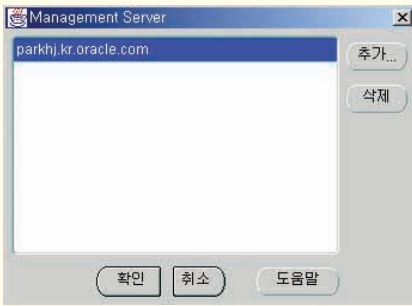 Management Server
parkhj.kr.oracle.com
추가...
삭제
확인
취소
도움말